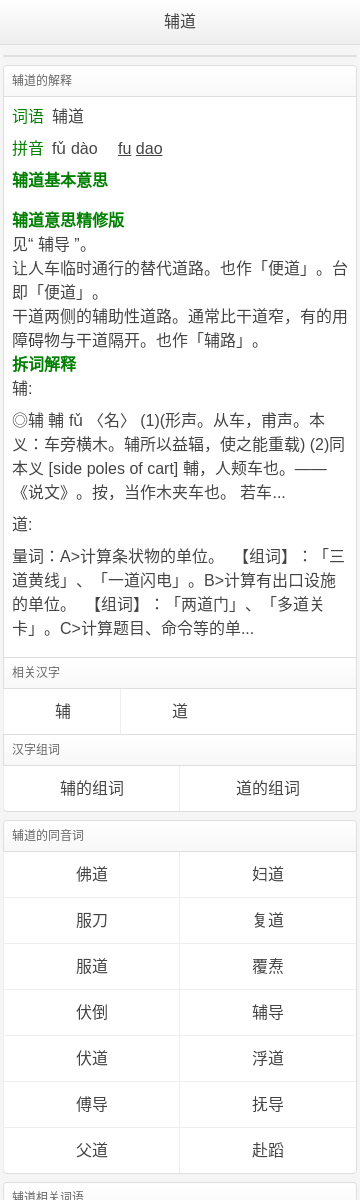 辅道
辅道的解释
词语 辅道
拼音 fǔ dào fu dao
辅道基本意思
辅道意思精修版
见“ 辅导 ”。
让人车临时通行的替代道路。也作「便道」。台
即「便道」。
干道两侧的辅助性道路。通常比干道窄，有的用
障碍物与干道隔开。也作「辅路」。
拆词解释
辅:
◎辅 輔 fǔ 〈名〉 (1)(形声。从车，甫声。本
义：车旁横木。辅所以益辐，使之能重载) (2)同
本义 [side poles of cart] 輔，人颊车也。——
《说文》。按，当作木夹车也。 若车...
道:
量词：A>计算条状物的单位。 【组词】：「三
道黄线」、「一道闪电」。B>计算有出口设施
的单位。 【组词】：「两道门」、「多道关
卡」。C>计算题目、命令等的单...
相关汉字
辅 道
汉字组词
辅的组词 道的组词
辅道的同音词
佛道 妇道
服刀 复道
服道 覆焘
伏倒 辅导
伏道 浮道
傅导 抚导
父道 赴蹈
辅道相关词语